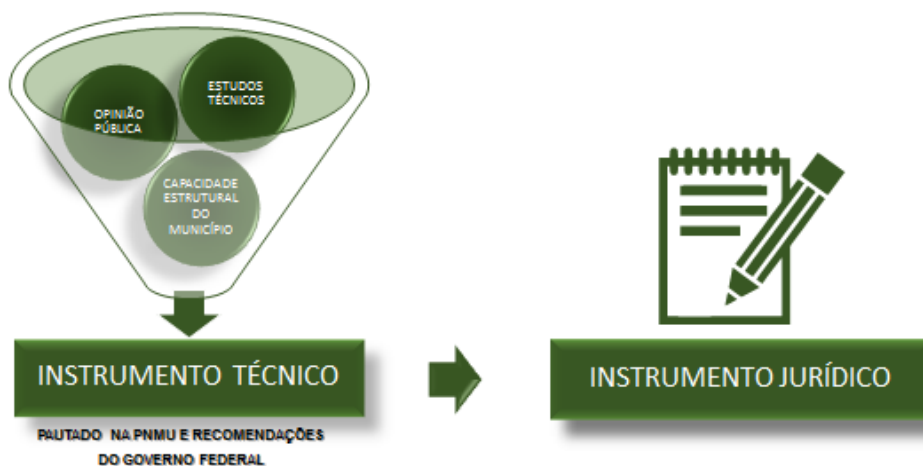 ESTUDOS
TÉCNICOS
OPINIÃO
PÚBLICA
CAPACIDADE
ESTRUTURAL
DO
MUNICÍPIO
INSTRUMENTO TÉCNICO
INSTRUMENTO JURÍDICO
PAUTADO NA PNMU E RECOMENDAÇÕES
DO GOVERNO FEDERAL